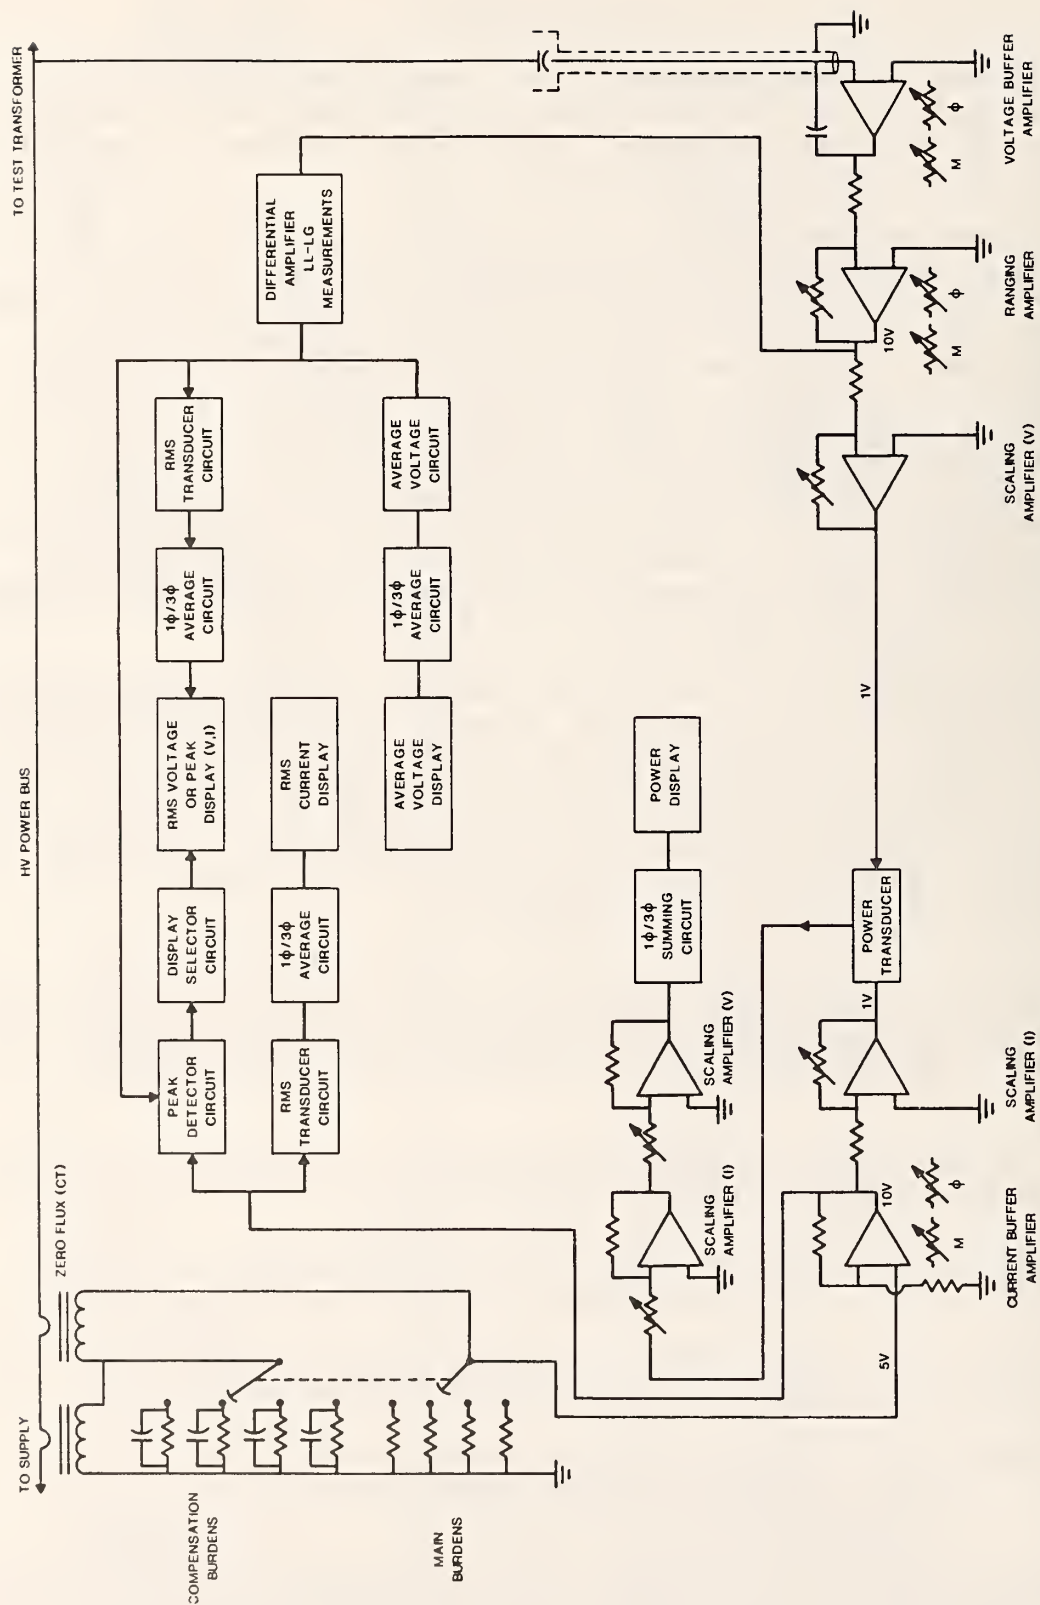 TO SUPPLY
HV POWER BUS
TO TEST TRANSFORMER
ZERO FLUX (CT)
COMPENSATION
BURDENS
MAIN
BURDENS
PEAK
DETECTOR
CIRCUIT
DISPLAY
SELECTOR
CIRCUIT
RMS VOLTAGE
OR PEAK
DISPLAY (V,I)
1ϕ/3ϕ
AVERAGE
CIRCUIT
RMS
TRANSDUCER
CIRCUIT
DIFFERENTIAL
AMPLIFIER
LL-LG
MEASUREMENTS
RMS
TRANSDUCER
CIRCUIT
1ϕ/3ϕ
AVERAGE
CIRCUIT
RMS
CURRENT
DISPLAY
AVERAGE
VOLTAGE
DISPLAY
1ϕ/3ϕ
AVERAGE
CIRCUIT
AVERAGE
VOLTAGE
CIRCUIT
SCALING
AMPLIFIER (I)
SCALING
AMPLIFIER (V)
1ϕ/3ϕ
SUMMING
CIRCUIT
POWER
DISPLAY
5V
10V
1V
POWER
TRANSDUCER
1V
10V
M
ϕ
CURRENT BUFFER
AMPLIFIER
SCALING
AMPLIFIER (I)
SCALING
AMPLIFIER (V)
M
ϕ
RANGING
AMPLIFIER
M
ϕ
VOLTAGE BUFFER
AMPLIFIER